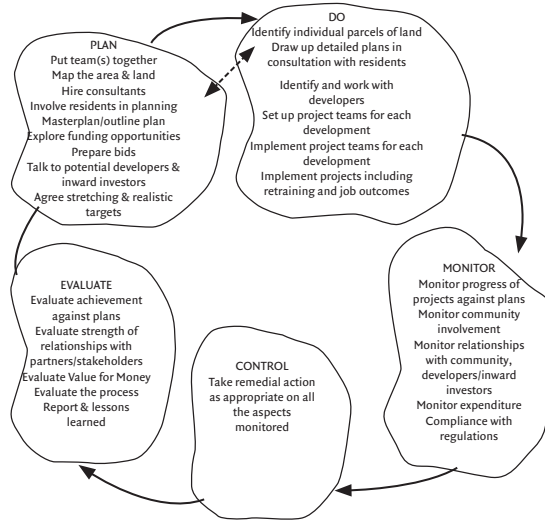 PLAN
Put team(s) together
Map the area & land
Hire consultants
Involve residents in planning
Masterplan/outline plan
Explore funding opportunities
Prepare bids
Talk to potential developers &
inward investors
Agree stretching & realistic
targets
DO
Identify individual parcels of land
Draw up detailed plans in
consultation with residents
Identify and work with
developers
Set up project teams for each
development
Implement project teams for each
development
Implement projects including
retraining and job outcomes
MONITOR
Monitor progress of
projects against plans
Monitor community
involvement
Monitor relationships
with community,
developers/inward
investors
Monitor expenditure
Compliance with
regulations
CONTROL
Take remedial action
as appropriate on all
the aspects
monitored
EVALUATE
Evaluate achievement
against plans
Evaluate strength of
relationships with
partners/stakeholders
Evaluate Value for Money
Evaluate the process
Report & lessons
learned